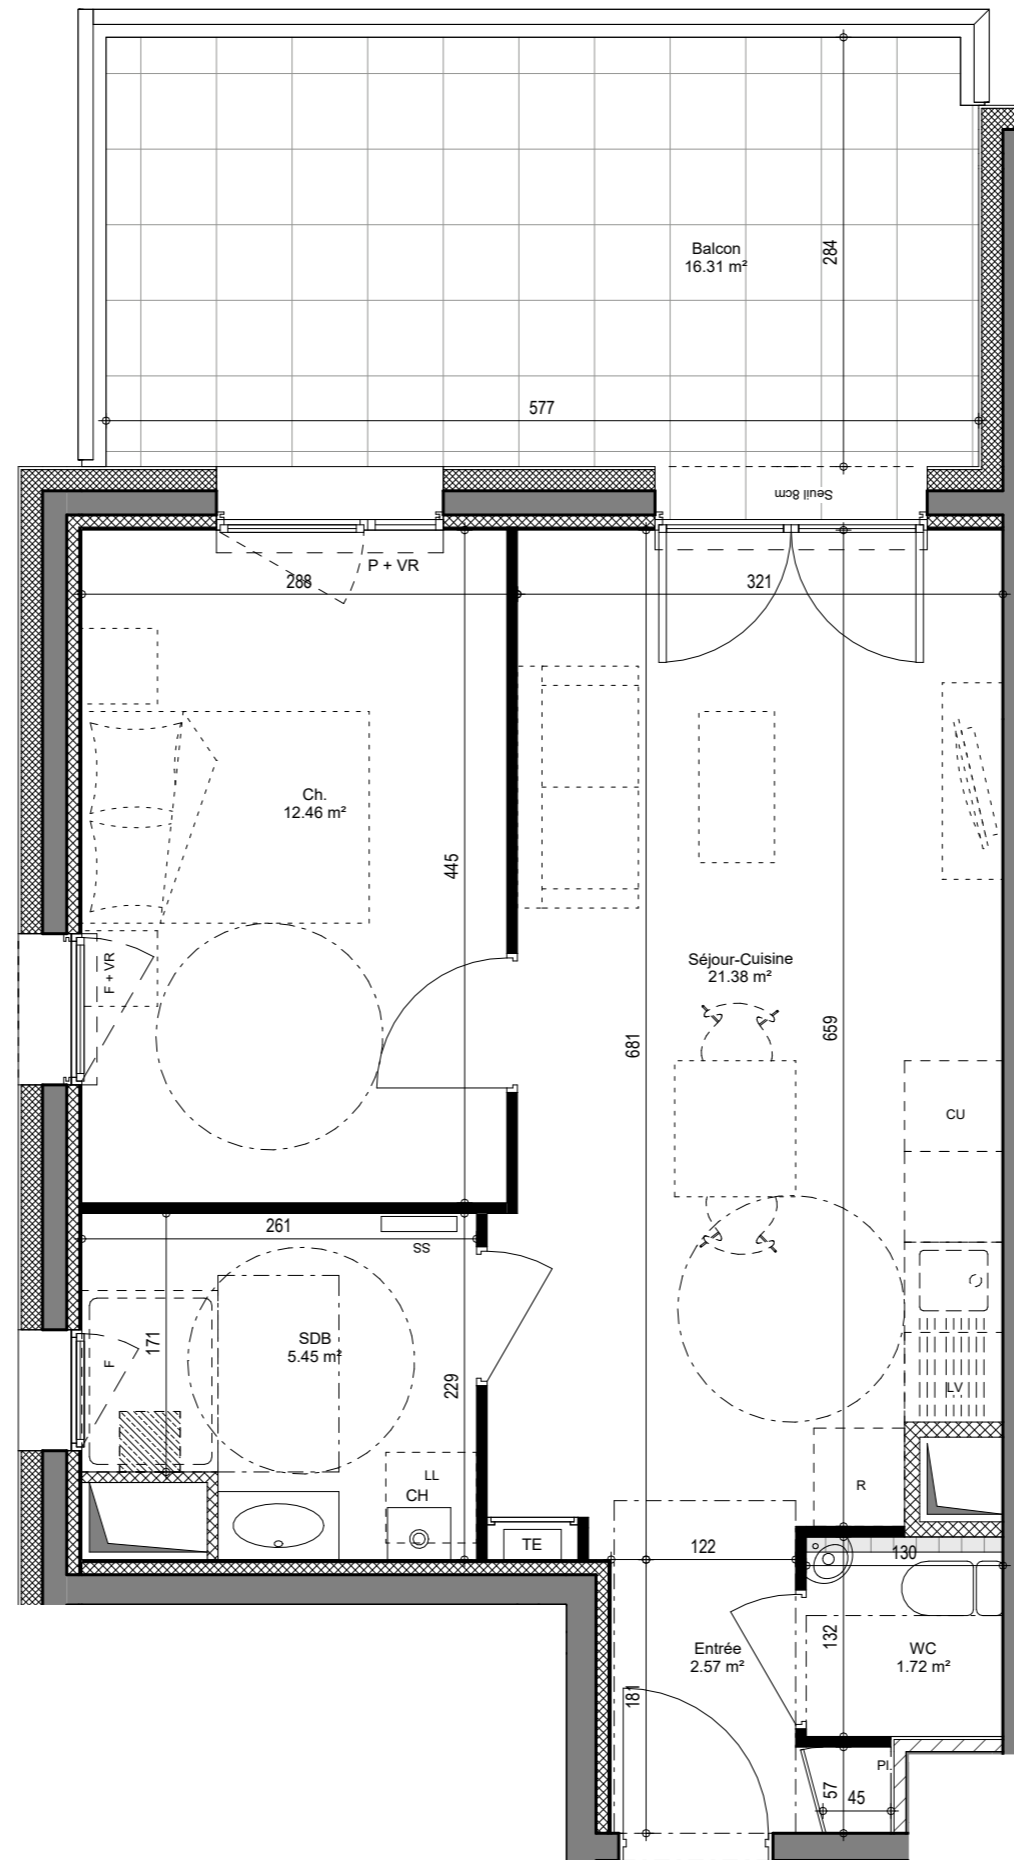 Balcon
16.31 m²
284
577
Seuil 8cm
P + VR
288
321
Ch.
12.46 m²
445
F + VR
Séjour-Cuisine
21.38 m²
681
659
CU
261
SS
SDB
5.45 m²
171
F
229
LV
LL
CH
R
TE
122
130
Entrée
2.57 m²
132
WC
1.72 m²
181
Pl.
57
45